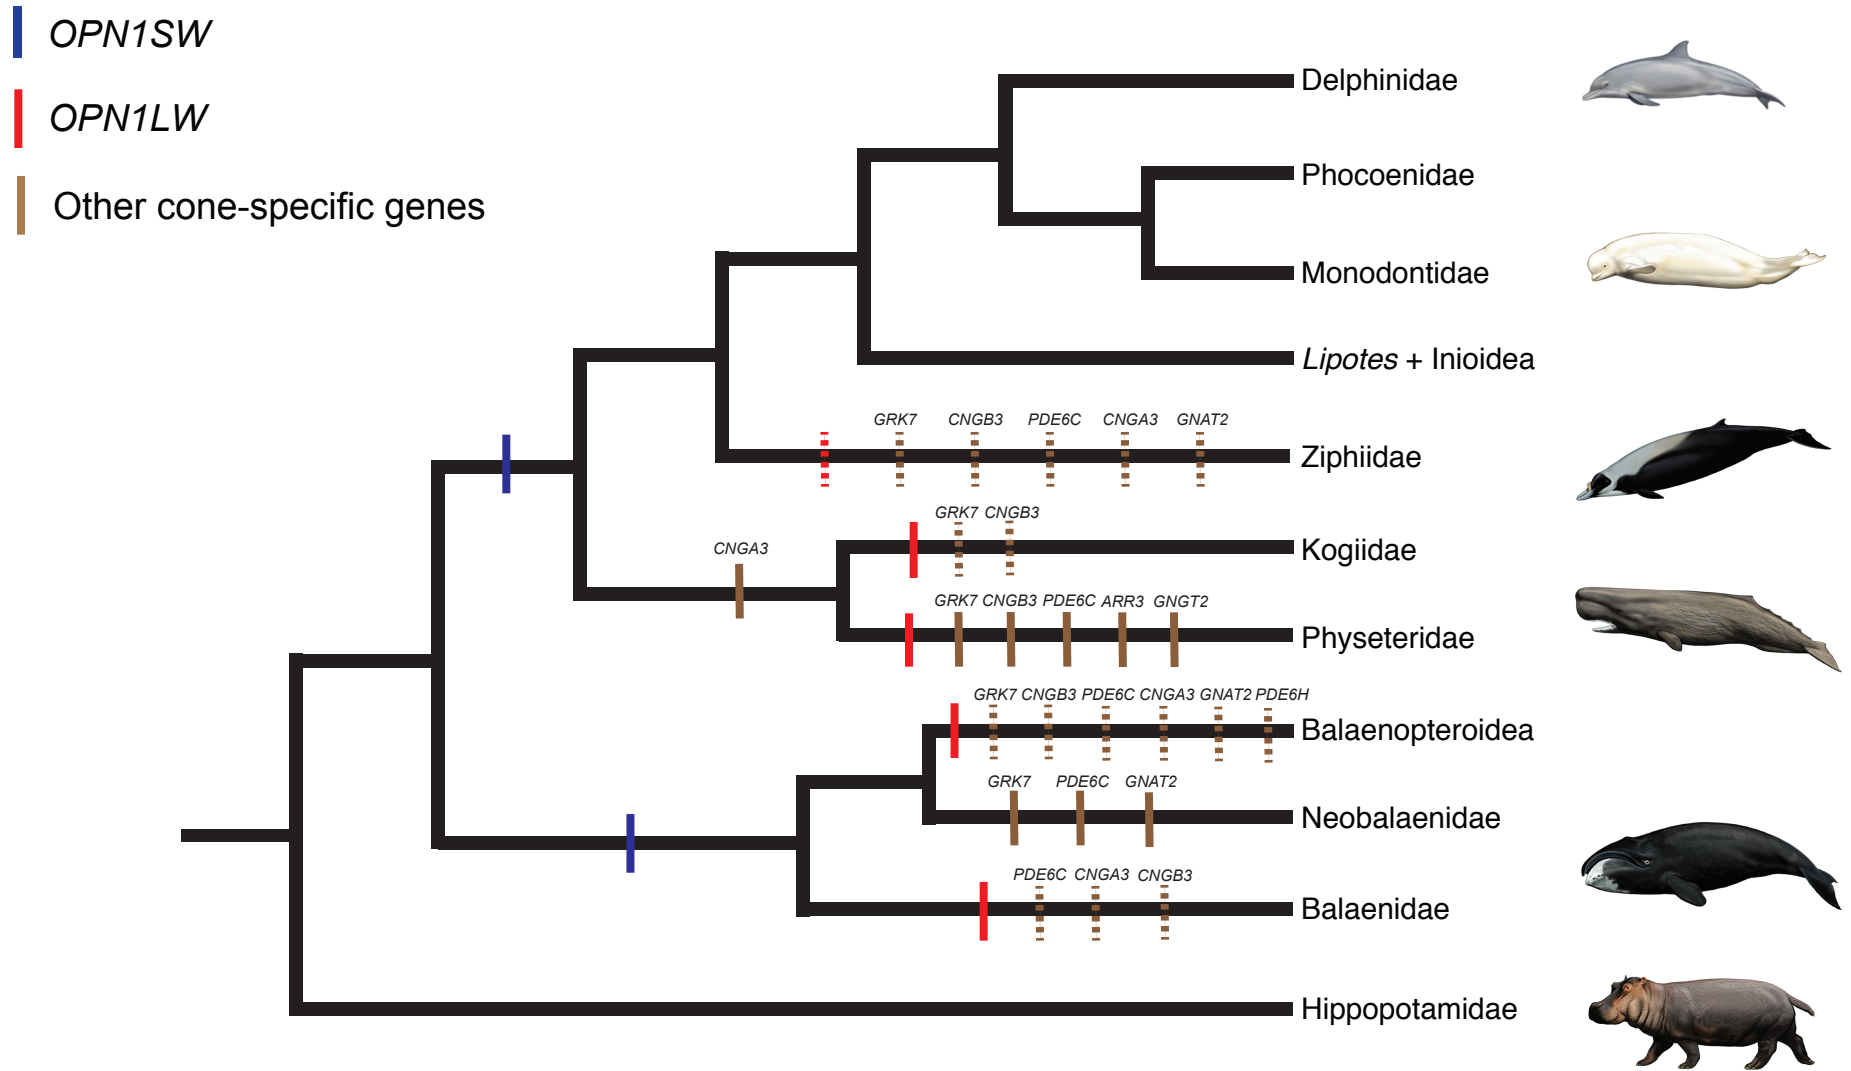 OPN1SW
OPN1LW
Other cone-specific genes
Delphinidae
Phocoenidae
Monodontidae
Lipotes + Inioidea
GRK7 CNGB3 PDE6C CNGA3 GNAT2
Ziphiidae
GRK7 CNGB3
Kogiidae
CNGA3
GRK7 CNGB3 PDE6C ARR3 GNGT2
Physeteridae
GRK7 CNGB3 PDE6C CNGA3 GNAT2 PDE6H
Balaenopteroidea
GRK7 PDE6C GNAT2
Neobalaenidae
PDE6C CNGA3 CNGB3
Balaenidae
Hippopotamidae